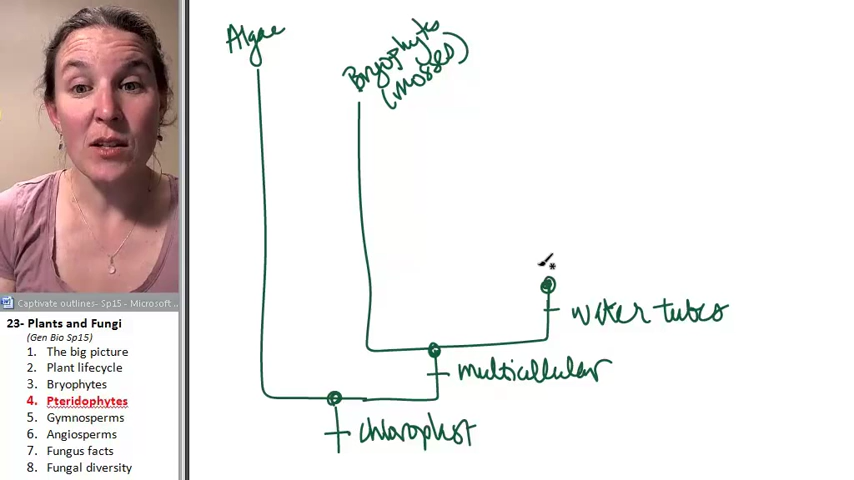 Algae
Bryophytes
(mosses)
water tubes
multicellular
chloroplast
Captivate outlines- Sp15 - Microsoft ...
23- Plants and Fungi
(Gen Bio Sp15)
1. The big picture
2. Plant lifecycle
3. Bryophytes
4. Pteridophytes
5. Gymnosperms
6. Angiosperms
7. Fungus facts
8. Fungal diversity